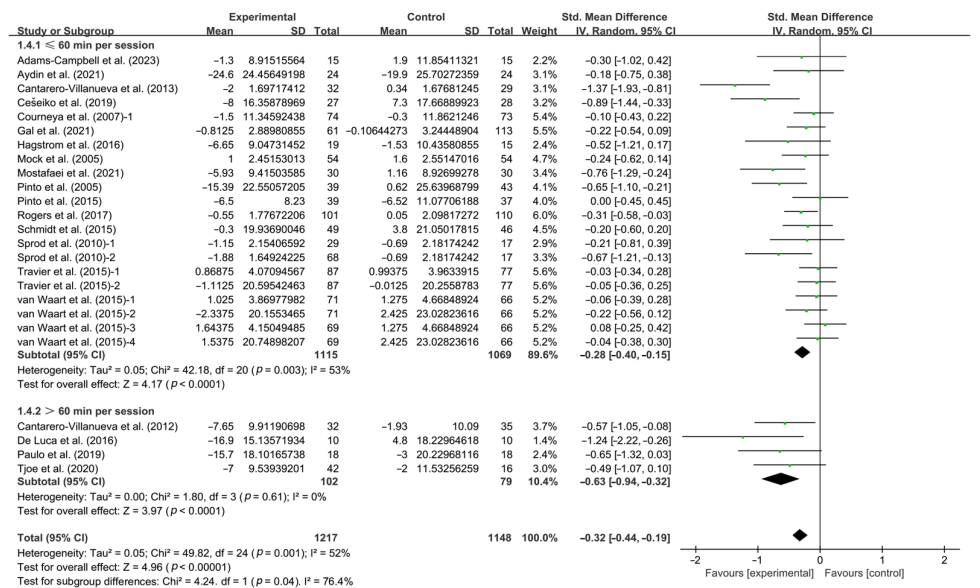 Experimental Control Std. Mean Difference Std. Mean Difference
Study or Subgroup Mean SD Total Mean SD Total Weight IV. Random. 95% CI IV. Random. 95% CI
1.4.1 ≤ 60 min per session
Adams-Campbell et al. (2023) −1.3 8.91515564 15 1.9 11.85411321 15 2.2% −0.30 [-1.02, 0.42]
Aydin et al. (2021) −24.6 24.45649198 24 −19.9 25.70272359 24 3.1% −0.18 [-0.75, 0.38]
Cantarero-Villanueva et al. (2013) −2 1.69717412 32 0.34 1.67681245 29 3.1% −1.37 [-1.93, -0.81]
Cešeiko et al. (2019) −8 16.35878969 27 7.3 17.66889923 28 3.1% −0.89 [-1.44, -0.33]
Courneya et al. (2007)-1 −1.5 11.34592438 74 −0.3 11.8621246 73 5.4% −0.10 [-0.43, 0.22]
Gal et al. (2021) −0.8125 2.88980855 61 −0.10644273 3.24448904 113 5.5% −0.22 [-0.54, 0.09]
Hagstrom et al. (2016) −6.65 9.04731452 19 −1.53 10.43580855 15 2.3% −0.52 [-1.21, 0.17]
Mock et al. (2005) 1 2.45153013 54 1.6 2.55147016 54 4.7% −0.24 [-0.62, 0.14]
Mostafaei et al. (2021) −5.93 9.41503581 30 1.16 8.92699278 30 3.3% −0.76 [-1.29, -0.24]
Pinto et al. (2005) −15.39 22.55057205 39 0.62 25.63968799 43 4.0% −0.65 [-1.10, -0.21]
Pinto et al. (2015) −6.5 8.23 39 −6.52 11.07706188 37 4.0% 0.00 [-0.45, 0.45]
Rogers et al. (2017) −0.55 1.77672206 101 0.05 2.09817272 110 6.1% −0.31 [-0.58, -0.03]
Schmidt et al. (2015) −0.3 19.93690046 49 3.8 21.05017815 46 4.4% −0.20 [-0.60, 0.20]
Sprod et al. (2010)-1 −1.15 2.15406592 29 −0.69 2.18174242 17 2.8% −0.21 [-0.81, 0.39]
Sprod et al. (2010)-2 −1.88 1.64924225 68 −0.69 2.18174242 17 3.2% −0.67 [-1.21, -0.13]
Travier et al. (2015)-1 0.86875 4.07094567 87 0.99375 3.9633915 77 5.6% −0.03 [-0.34, 0.28]
Travier et al. (2015)-2 −1.1125 20.59542463 87 −0.0125 20.2558783 77 5.6% −0.05 [-0.36, 0.25]
van Waart et al. (2015)-1 1.025 3.86977982 71 1.275 4.66848924 66 5.2% −0.06 [-0.39, 0.28]
van Waart et al. (2015)-2 −2.3375 20.1553465 71 2.425 23.02823616 66 5.2% −0.22 [-0.56, 0.12]
van Waart et al. (2015)-3 1.64375 4.15049485 69 1.275 4.66848924 66 5.2% 0.08 [-0.25, 0.42]
van Waart et al. (2015)-4 1.5375 20.74898207 69 2.425 23.02823616 66 5.2% −0.04 [-0.38, 0.30]
Subtotal (95% CI) 1115 1069 89.6% −0.28 [-0.40, -0.15]
Heterogeneity: Tau² = 0.05; Chi² = 42.18, df = 20 (p = 0.003); I² = 53%
Test for overall effect: Z = 4.17 (p < 0.0001)
1.4.2 > 60 min per session
Cantarero-Villanueva et al. (2012) −7.65 9.91190698 32 −1.93 10.09 35 3.6% −0.57 [-1.05, -0.08]
De Luca et al. (2016) −16.9 15.13571934 10 4.8 18.22964618 10 1.4% −1.24 [-2.22, -0.26]
Paulo et al. (2019) −15.7 18.10165738 18 −3 20.22968116 18 2.4% −0.65 [-1.32, 0.03]
Tjoe et al. (2020) −7 9.53939201 42 −2 11.53256259 16 3.0% −0.49 [-1.07, 0.10]
Subtotal (95% CI) 102 79 10.4% −0.63 [-0.94, -0.32]
Heterogeneity: Tau² = 0.00; Chi² = 1.80, df = 3 (p = 0.61); I² = 0%
Test for overall effect: Z = 3.97 (p < 0.0001)
Total (95% CI) 1217 1148 100.0% −0.32 [-0.44, -0.19]
Heterogeneity: Tau² = 0.05; Chi² = 49.82, df = 24 (p = 0.001); I² = 52%
Test for overall effect: Z = 4.96 (p < 0.00001)
Test for subgroup differences: Chi² = 4.24. df = 1 (p = 0.04). I² = 76.4%
−2 −1 0 1 2
Favours [experimental] Favours [control]